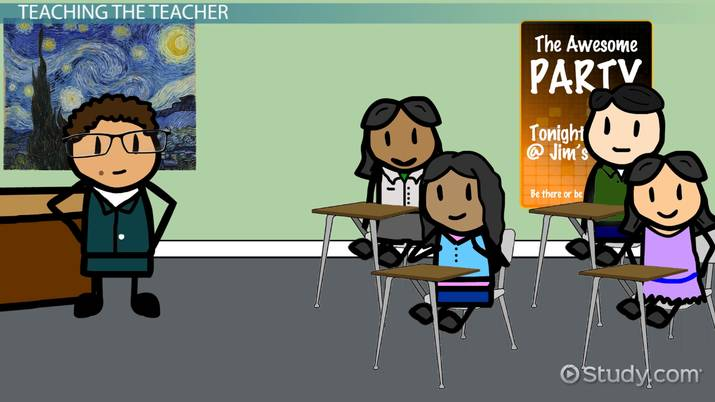 TEACHING THE TEACHER
The Awesome
PARTY
Tonight
@ Jim's
Be there or be
Study.com